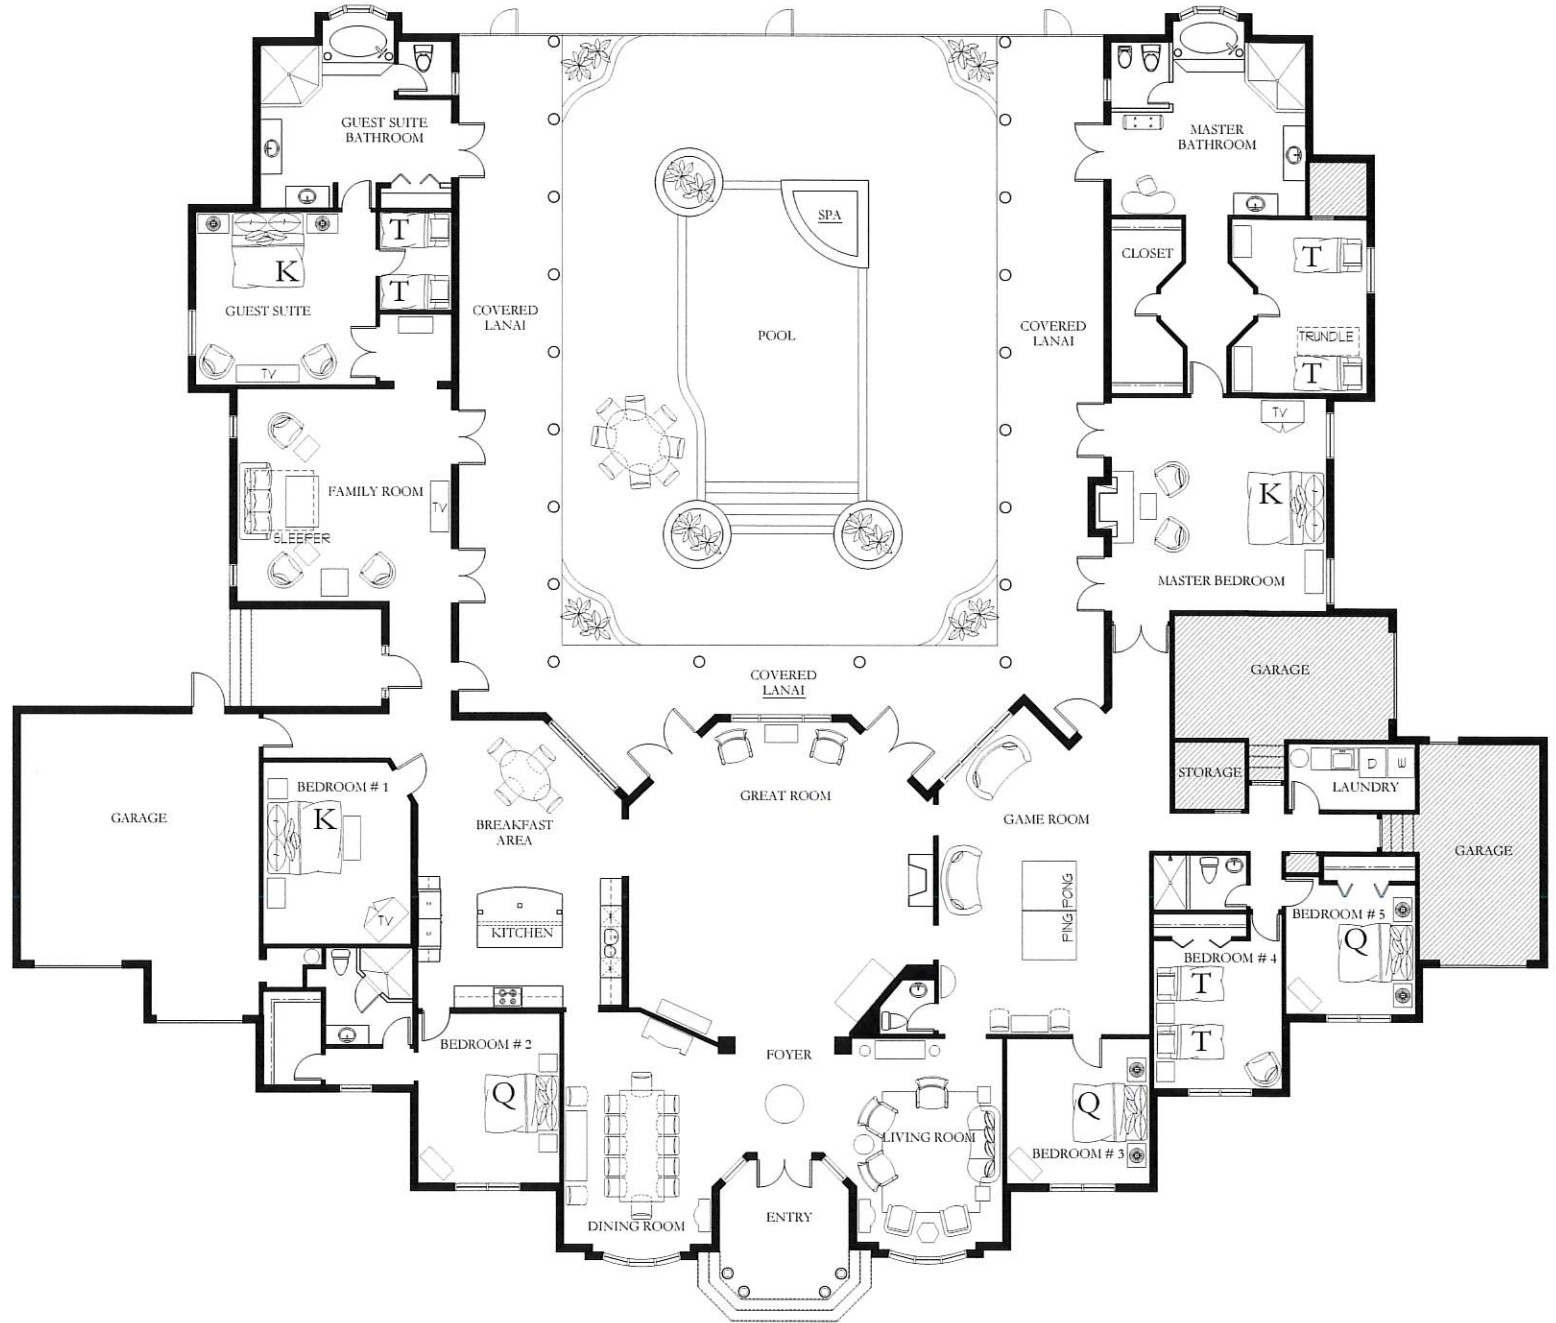 GUEST SUITE
BATHROOM
MASTER
BATHROOM
SPA
T
K
T
GUEST SUITE
TV
COVERED
LANAI
POOL
COVERED
LANAI
CLOSET
T
TRUNDLE
T
TV
FAMILY ROOM
TV
SLEEPER
K
MASTER BEDROOM
COVERED
LANAI
GARAGE
STORAGE
D
W
LAUNDRY
GARAGE
BEDROOM # 1
K
TV
BREAKFAST
AREA
GREAT ROOM
GAME ROOM
GARAGE
KITCHEN
PING PONG
BEDROOM # 5
Q
BEDROOM # 4
T
T
BEDROOM # 2
Q
FOYER
LIVING ROOM
Q
BEDROOM # 3
DINING ROOM
ENTRY